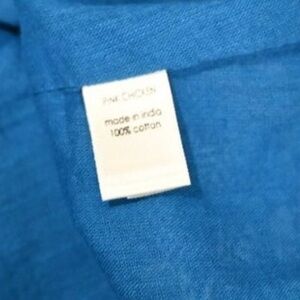 PINK CHICKEN
made in india
100% cotton